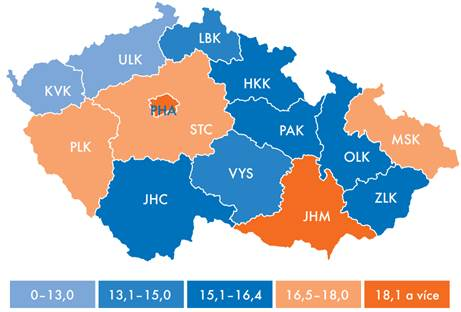 LBK
ULK
KVK
HKK
PHA
STC
PAK
MSK
PLK
OLK
VYS
JHC
ZLK
JHM
0–13,0 13,1–15,0 15,1–16,4 16,5–18,0 18,1 a více